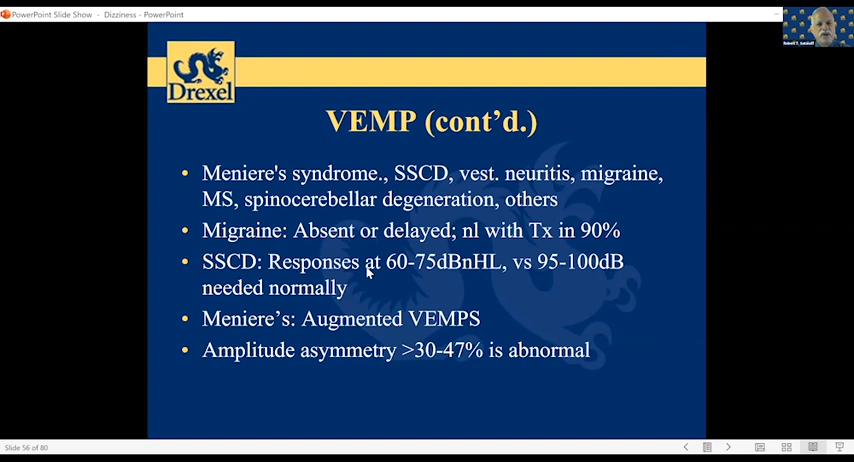 PowerPoint Slide Show - Dizziness - PowerPoint
Drexel
VEMP (cont'd.)
• Meniere's syndrome., SSCD, vest. neuritis, migraine,
MS, spinocerebellar degeneration, others
• Migraine: Absent or delayed; nl with Tx in 90%
• SSCD: Responses at 60-75dBnHL, vs 95-100dB
needed normally
• Meniere's: Augmented VEMPS
• Amplitude asymmetry >30-47% is abnormal
Slide 56 of 80